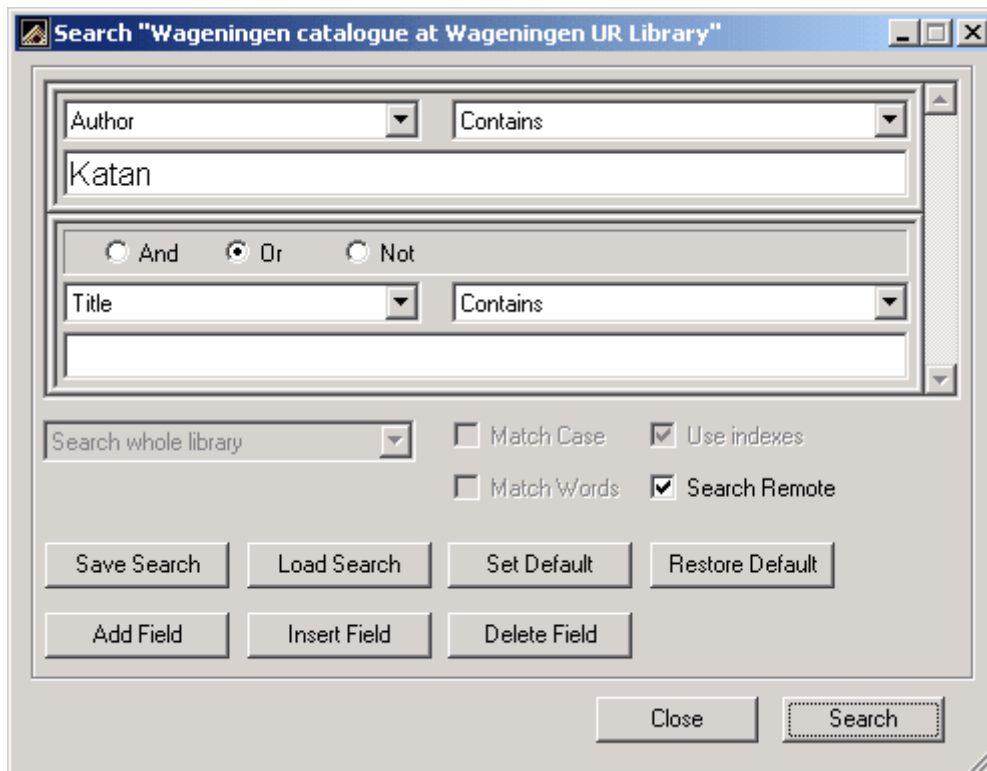 Search "Wageningen catalogue at Wageningen UR Library"
Author Contains
Katan
And Or Not
Title Contains
Search whole library Match Case Use indexes
Match Words Search Remote
Save Search Load Search Set Default Restore Default
Add Field Insert Field Delete Field
Close Search